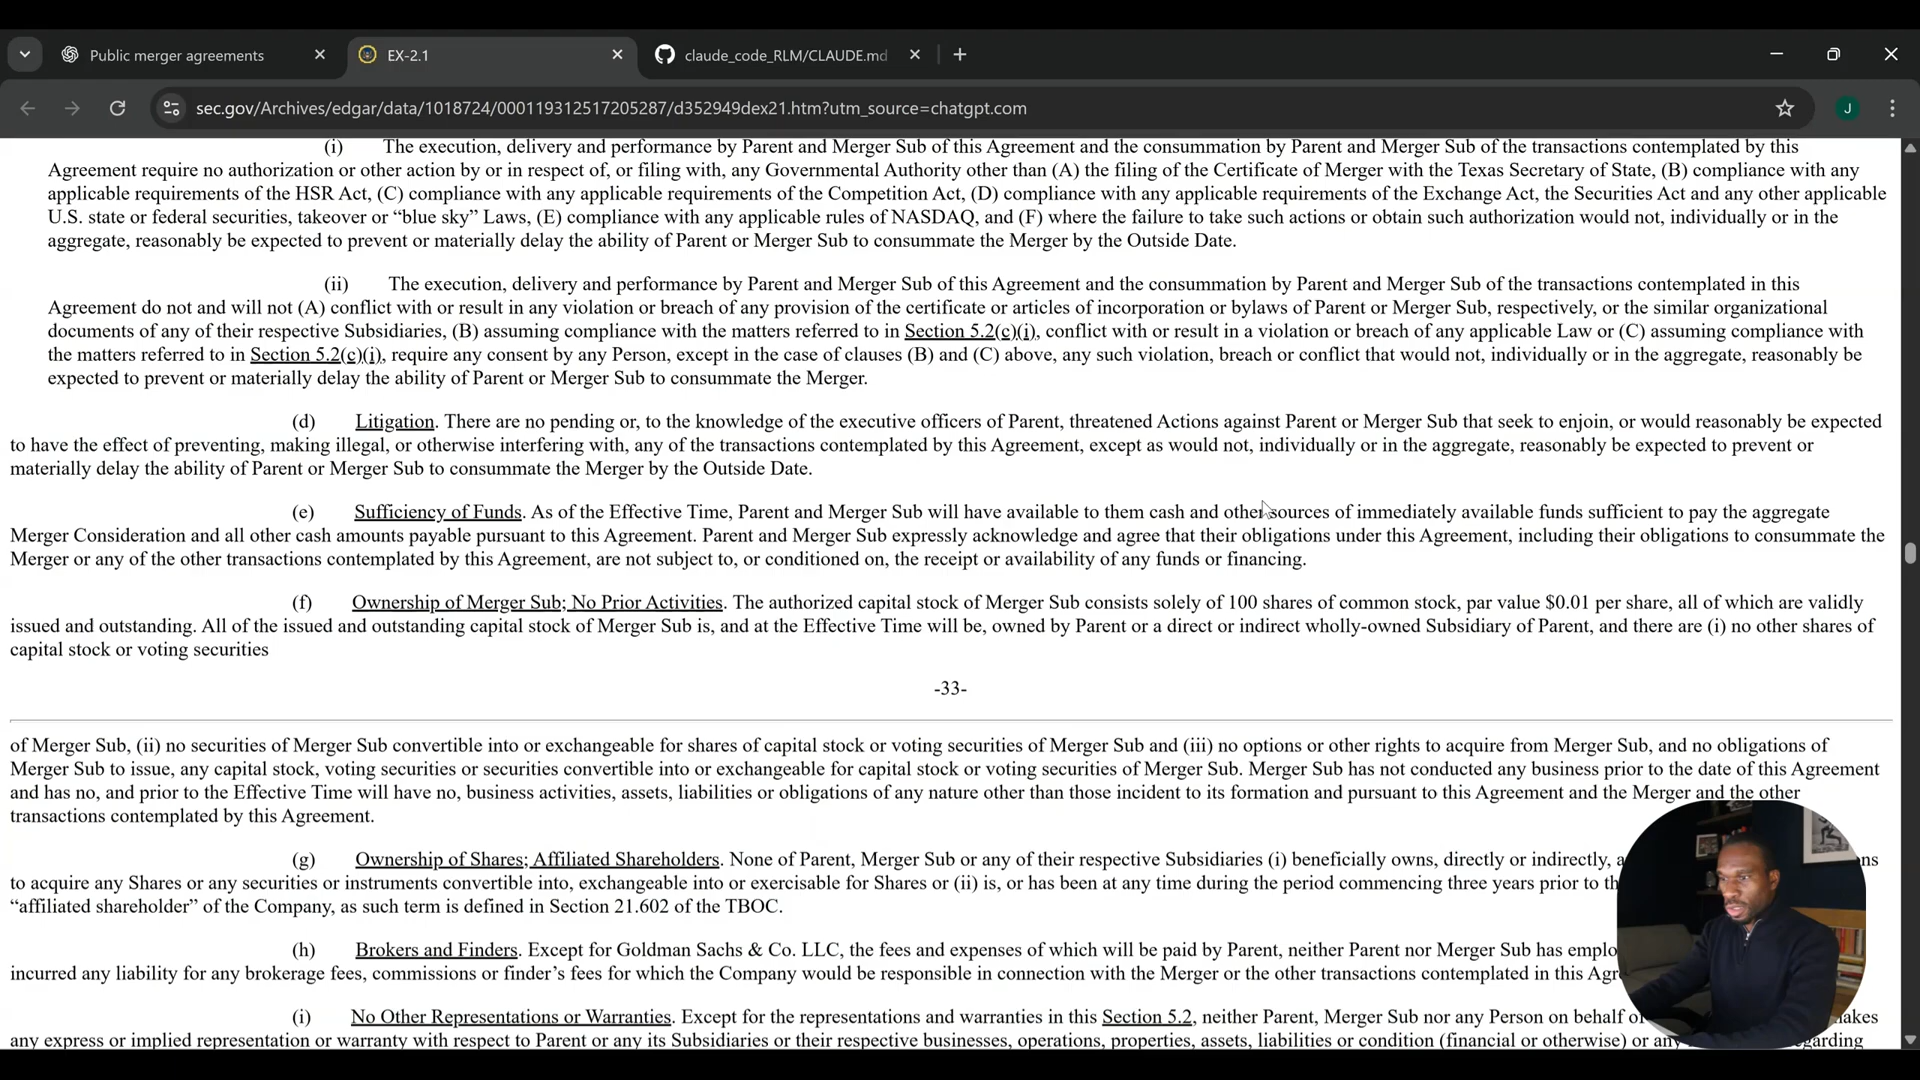 Public merger agreements
EX-2.1
claude_code_RLM/CLAUDE.md
sec.gov/Archives/edgar/data/1018724/000119312517205287/d352949dex21.htm?utm_source=chatgpt.com
J
(i) The execution, delivery and performance by Parent and Merger Sub of this Agreement and the consummation by Parent and Merger Sub of the transactions contemplated by this
Agreement require no authorization or other action by or in respect of, or filing with, any Governmental Authority other than (A) the filing of the Certificate of Merger with the Texas Secretary of State, (B) compliance with any
applicable requirements of the HSR Act, (C) compliance with any applicable requirements of the Competition Act, (D) compliance with any applicable requirements of the Exchange Act, the Securities Act and any other applicable
U.S. state or federal securities, takeover or “blue sky” Laws, (E) compliance with any applicable rules of NASDAQ, and (F) where the failure to take such actions or obtain such authorization would not, individually or in the
aggregate, reasonably be expected to prevent or materially delay the ability of Parent or Merger Sub to consummate the Merger by the Outside Date.
(ii) The execution, delivery and performance by Parent and Merger Sub of this Agreement and the consummation by Parent and Merger Sub of the transactions contemplated in this
Agreement do not and will not (A) conflict with or result in any violation or breach of any provision of the certificate or articles of incorporation or bylaws of Parent or Merger Sub, respectively, or the similar organizational
documents of any of their respective Subsidiaries, (B) assuming compliance with the matters referred to in Section 5.2(c)(i), conflict with or result in a violation or breach of any applicable Law or (C) assuming compliance with
the matters referred to in Section 5.2(c)(i), require any consent by any Person, except in the case of clauses (B) and (C) above, any such violation, breach or conflict that would not, individually or in the aggregate, reasonably be
expected to prevent or materially delay the ability of Parent or Merger Sub to consummate the Merger.
(d) Litigation. There are no pending or, to the knowledge of the executive officers of Parent, threatened Actions against Parent or Merger Sub that seek to enjoin, or would reasonably be expected
to have the effect of preventing, making illegal, or otherwise interfering with, any of the transactions contemplated by this Agreement, except as would not, individually or in the aggregate, reasonably be expected to prevent or
materially delay the ability of Parent or Merger Sub to consummate the Merger by the Outside Date.
(e) Sufficiency of Funds. As of the Effective Time, Parent and Merger Sub will have available to them cash and other sources of immediately available funds sufficient to pay the aggregate
Merger Consideration and all other cash amounts payable pursuant to this Agreement. Parent and Merger Sub expressly acknowledge and agree that their obligations under this Agreement, including their obligations to consummate the
Merger or any of the other transactions contemplated by this Agreement, are not subject to, or conditioned on, the receipt or availability of any funds or financing.
(f) Ownership of Merger Sub; No Prior Activities. The authorized capital stock of Merger Sub consists solely of 100 shares of common stock, par value $0.01 per share, all of which are validly
issued and outstanding. All of the issued and outstanding capital stock of Merger Sub is, and at the Effective Time will be, owned by Parent or a direct or indirect wholly-owned Subsidiary of Parent, and there are (i) no other shares of
capital stock or voting securities
-33-
of Merger Sub, (ii) no securities of Merger Sub convertible into or exchangeable for shares of capital stock or voting securities of Merger Sub and (iii) no options or other rights to acquire from Merger Sub, and no obligations of
Merger Sub to issue, any capital stock, voting securities or securities convertible into or exchangeable for capital stock or voting securities of Merger Sub. Merger Sub has not conducted any business prior to the date of this Agreement
and has no, and prior to the Effective Time will have no, business activities, assets, liabilities or obligations of any nature other than those incident to its formation and pursuant to this Agreement and the Merger and the other
transactions contemplated by this Agreement.
(g) Ownership of Shares; Affiliated Shareholders. None of Parent, Merger Sub or any of their respective Subsidiaries (i) beneficially owns, directly or indirectly, a
to acquire any Shares or any securities or instruments convertible into, exchangeable into or exercisable for Shares or (ii) is, or has been at any time during the period commencing three years prior to th
“affiliated shareholder” of the Company, as such term is defined in Section 21.602 of the TBOC.
(h) Brokers and Finders. Except for Goldman Sachs & Co. LLC, the fees and expenses of which will be paid by Parent, neither Parent nor Merger Sub has emplo
incurred any liability for any brokerage fees, commissions or finder’s fees for which the Company would be responsible in connection with the Merger or the other transactions contemplated in this Agr
(i) No Other Representations or Warranties. Except for the representations and warranties in this Section 5.2, neither Parent, Merger Sub nor any Person on behalf of
any express or implied representation or warranty with respect to Parent or any its Subsidiaries or their respective businesses, operations, properties, assets, liabilities or condition (financial or otherwise) or any